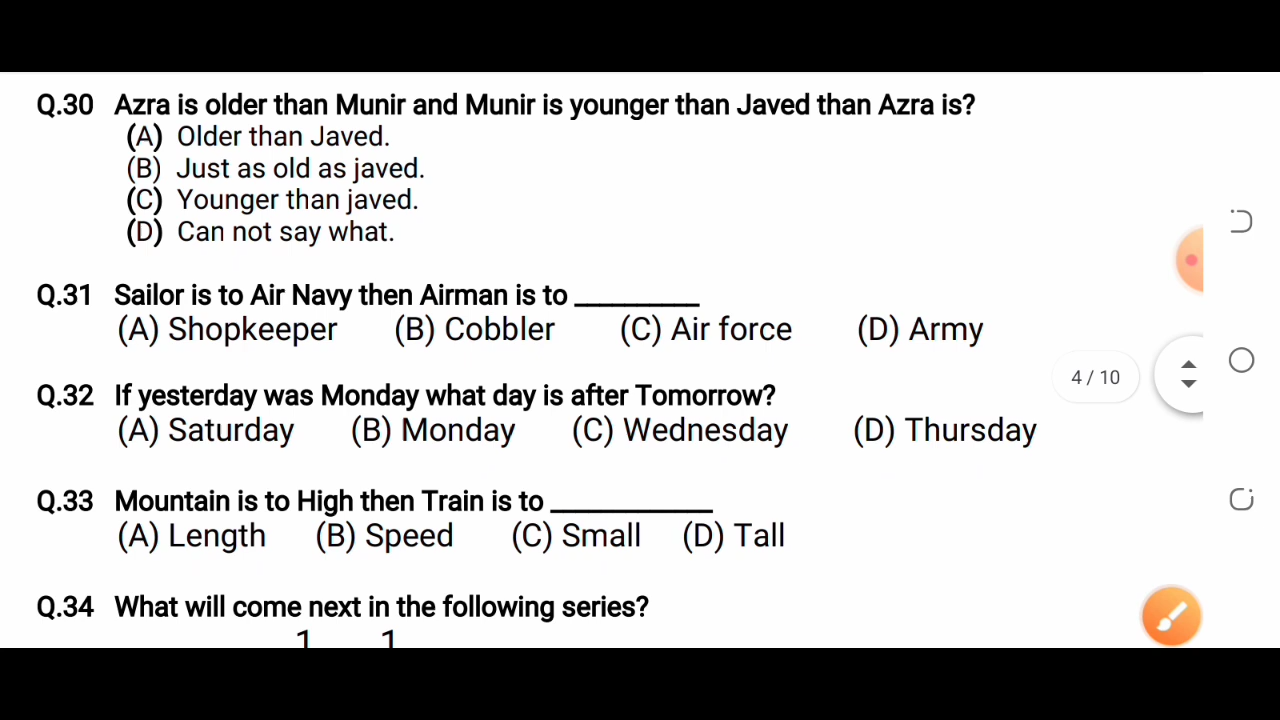 Q.30 Azra is older than Munir and Munir is younger than Javed than Azra is?
(A) Older than Javed.
(B) Just as old as javed.
(C) Younger than javed.
(D) Can not say what.
Q.31 Sailor is to Air Navy then Airman is to __________
(A) Shopkeeper (B) Cobbler (C) Air force (D) Army
4 / 10
Q.32 If yesterday was Monday what day is after Tomorrow?
(A) Saturday (B) Monday (C) Wednesday (D) Thursday
Q.33 Mountain is to High then Train is to _____________
(A) Length (B) Speed (C) Small (D) Tall
Q.34 What will come next in the following series?
1 1